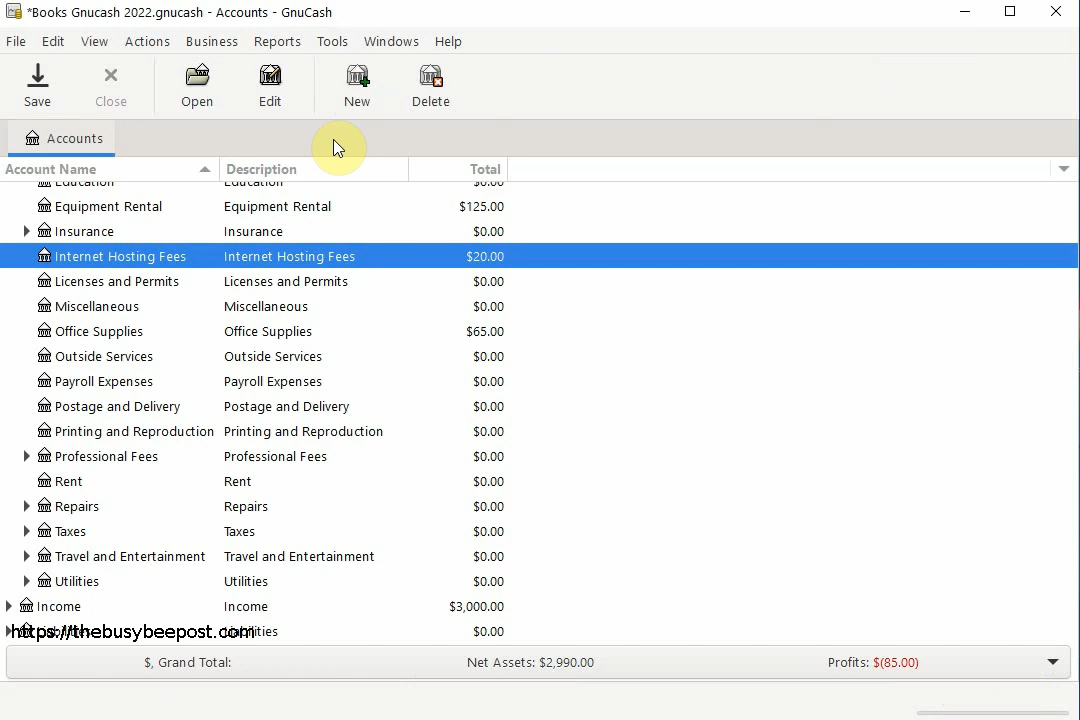 *Books Gnucash 2022.gnucash - Accounts - GnuCash
File Edit View Actions Business Reports Tools Windows Help
Save Close Open Edit New Delete
Accounts
Account Name Description Total
Education Education $0.00
Equipment Rental Equipment Rental $125.00
Insurance Insurance $0.00
Internet Hosting Fees Internet Hosting Fees $20.00
Licenses and Permits Licenses and Permits $0.00
Miscellaneous Miscellaneous $0.00
Office Supplies Office Supplies $65.00
Outside Services Outside Services $0.00
Payroll Expenses Payroll Expenses $0.00
Postage and Delivery Postage and Delivery $0.00
Printing and Reproduction Printing and Reproduction $0.00
Professional Fees Professional Fees $0.00
Rent Rent $0.00
Repairs Repairs $0.00
Taxes Taxes $0.00
Travel and Entertainment Travel and Entertainment $0.00
Utilities Utilities $0.00
Income Income $3,000.00
Liabilities Liabilities $0.00
https://thebusybeepost.com
$, Grand Total: Net Assets: $2,990.00 Profits: $(85.00)